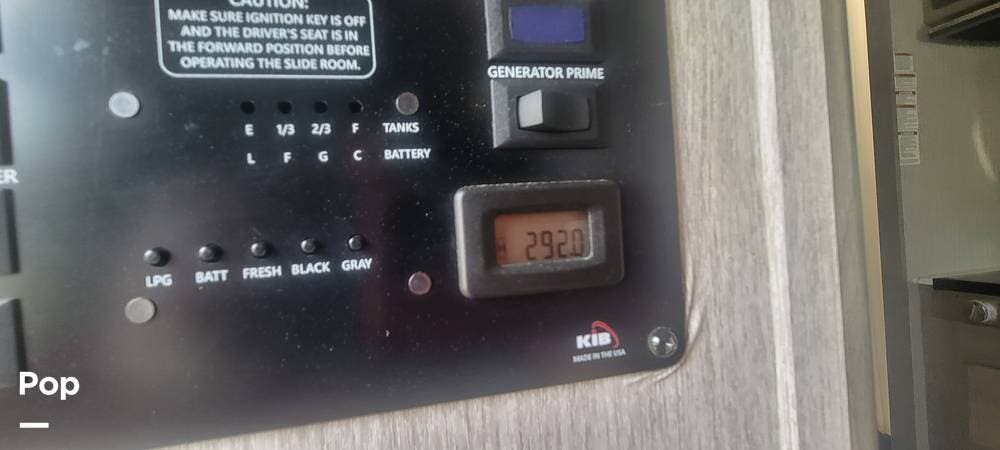 CAUTION:
MAKE SURE IGNITION KEY IS OFF
AND THE DRIVER'S SEAT IS IN
THE FORWARD POSITION BEFORE
OPERATING THE SLIDE ROOM.
GENERATOR PRIME
E 1/3 2/3 F TANKS
L F G C BATTERY
ER
292.0
LPG BATT FRESH BLACK GRAY
KIB
MADE IN THE USA
Pop